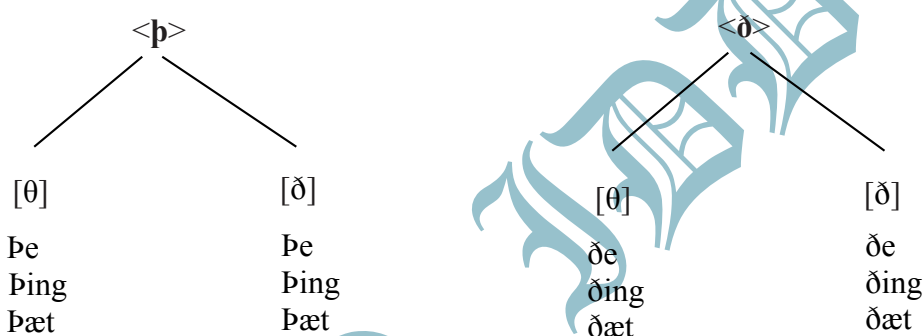 <þ> <ð>
[θ] [ð] [θ] [ð]
Þe Þe ðe ðe
Þing Þing ðing ðing
Þæt Þæt ðæt ðæt